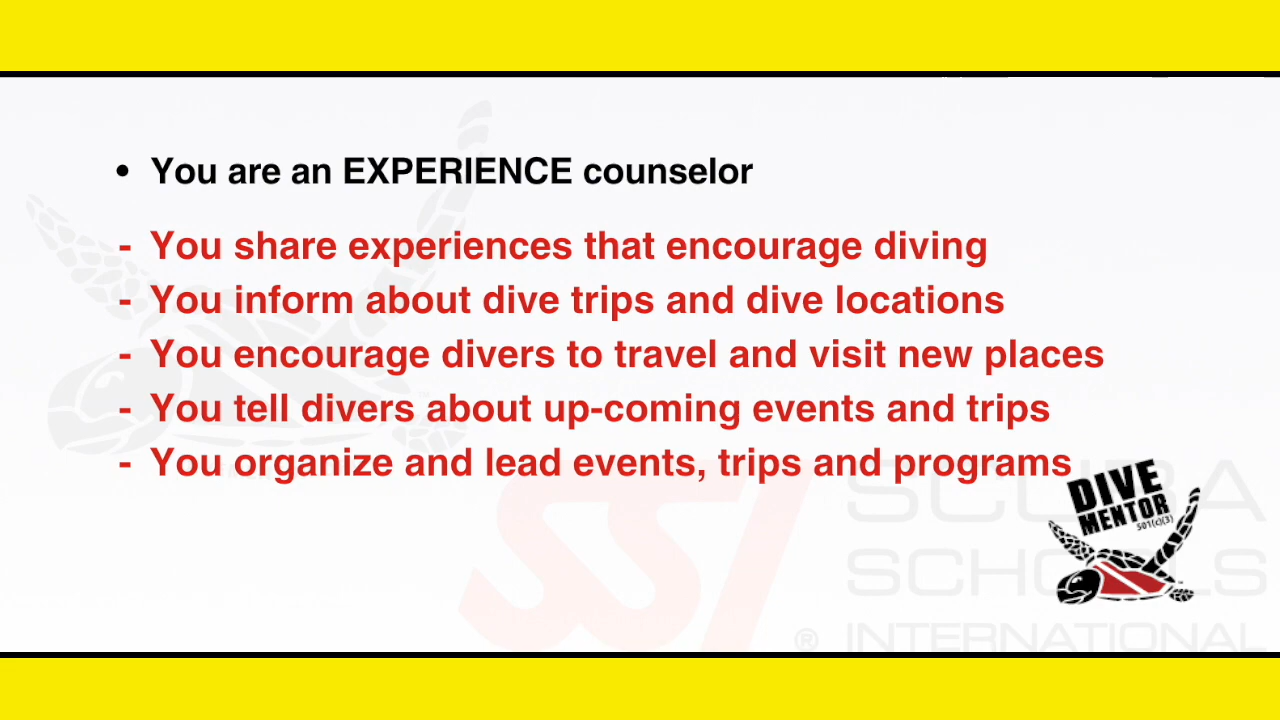 • You are an EXPERIENCE counselor
- You share experiences that encourage diving
- You inform about dive trips and dive locations
- You encourage divers to travel and visit new places
- You tell divers about up-coming events and trips
- You organize and lead events, trips and programs
DIVE
MENTOR
501(c)(3)
SSI
SCUBA
SCHOOLS
® INTERNATIONAL